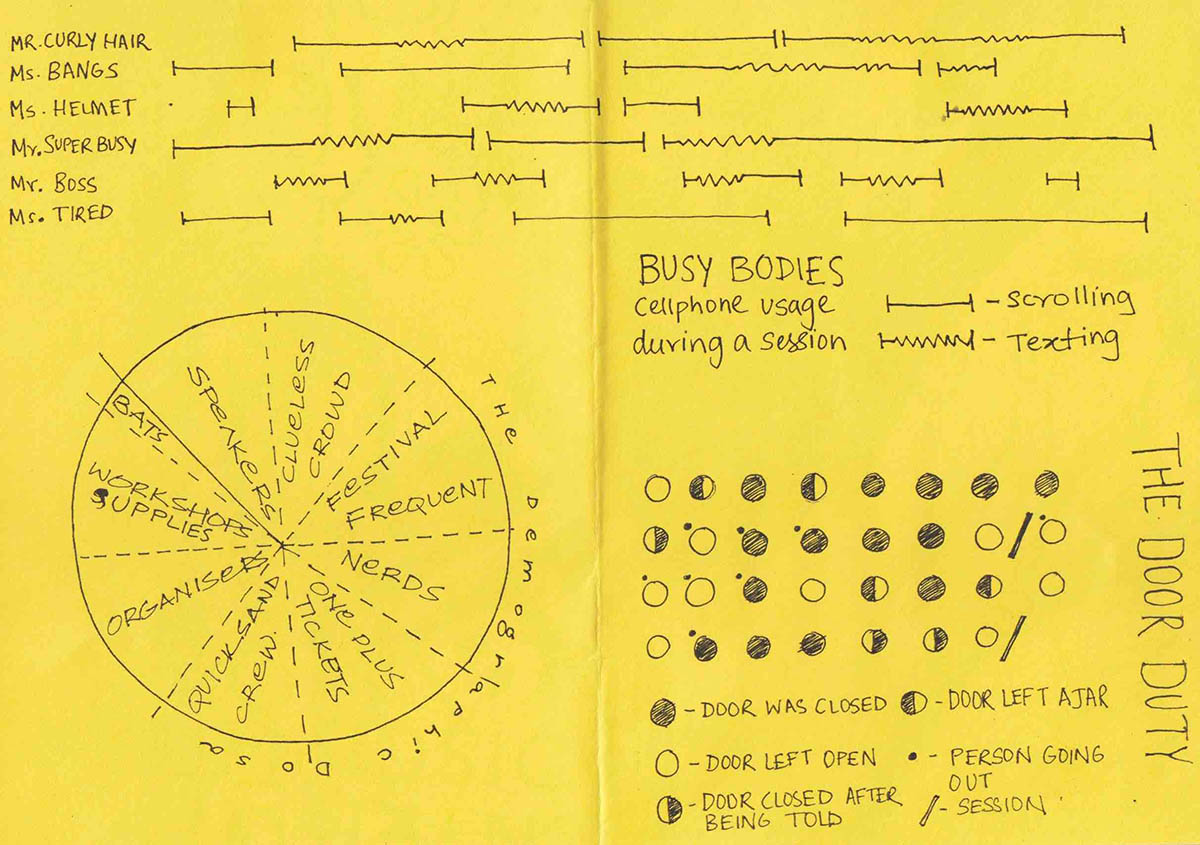 MR. CURLY HAIR
Ms. BANGS
Ms. HELMET
Mr. SUPER BUSY
Mr. BOSS
Ms. TIRED
BUSY BODIES
cellphone usage
during a session
- Scrolling
- Texting
SPEAKERS
CLUELESS
CROWD
FESTIVAL
FREQUENT
NERDS
ONE PLUS
TICKETS
QUICKSAND
CREW.
ORGANISERS
WORKSHOPS
SUPPLIES
BATS
THe Demographic Dosa
THE DOOR DUTY
- DOOR WAS CLOSED
- DOOR LEFT AJAR
- DOOR LEFT OPEN
- PERSON GOING
OUT
- DOOR CLOSED AFTER
BEING TOLD
- SESSION